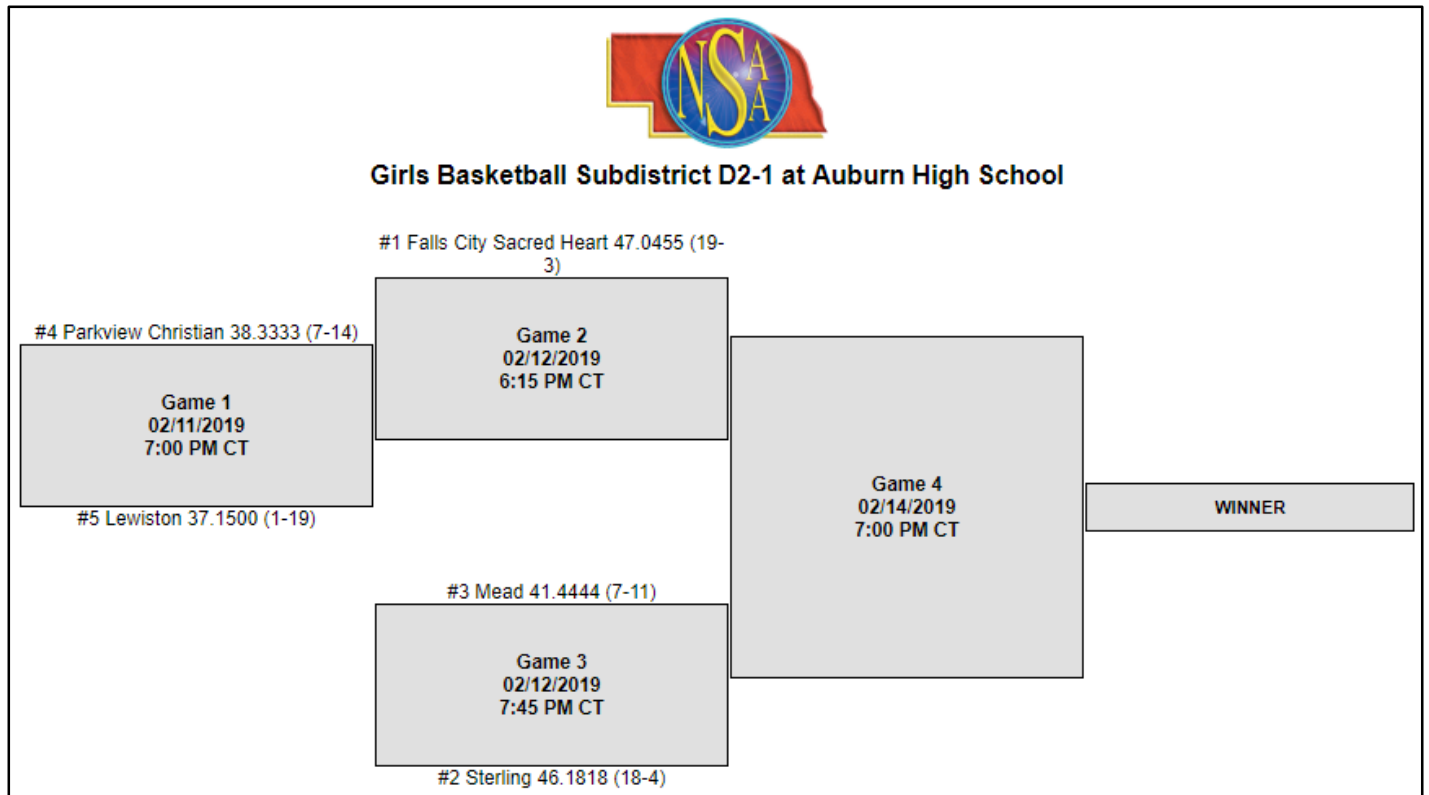 NSAA
Girls Basketball Subdistrict D2-1 at Auburn High School
#1 Falls City Sacred Heart 47.0455 (19-
3)
#4 Parkview Christian 38.3333 (7-14)
Game 1
02/11/2019
7:00 PM CT
#5 Lewiston 37.1500 (1-19)
Game 2
02/12/2019
6:15 PM CT
#3 Mead 41.4444 (7-11)
Game 3
02/12/2019
7:45 PM CT
#2 Sterling 46.1818 (18-4)
Game 4
02/14/2019
7:00 PM CT
WINNER